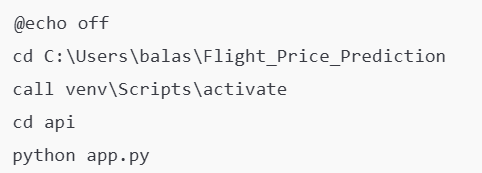 @echo off
cd C:\Users\balas\Flight_Price_Prediction
call venv\Scripts\activate
cd api
python app.py